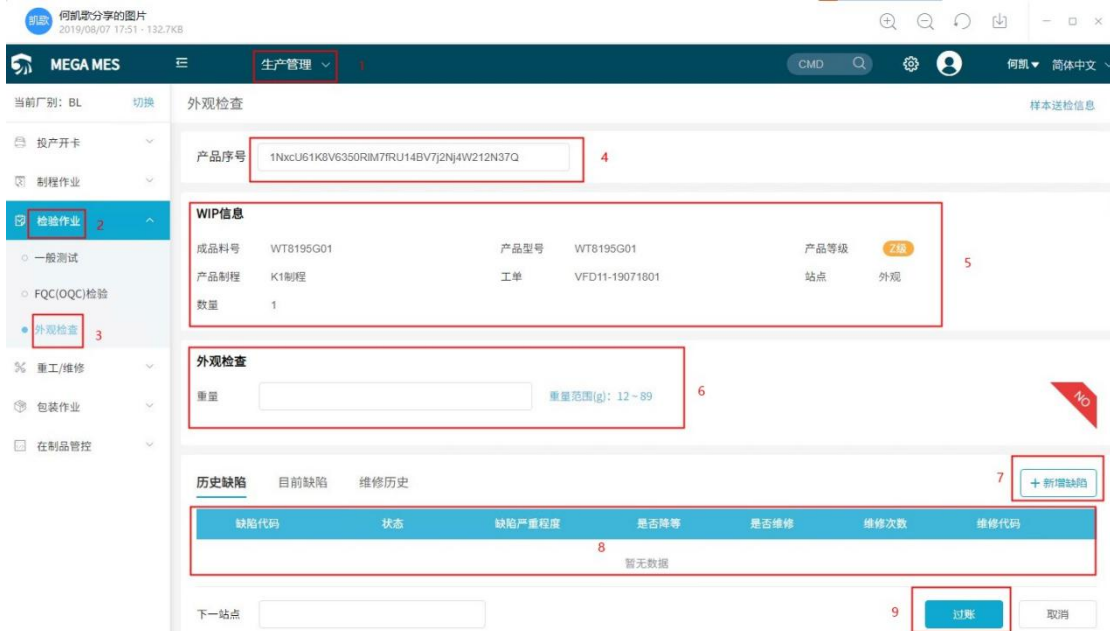 凯歌 何凯歌分享的图片
2019/08/07 17:51 - 132.7KB
MEGA MES 生产管理 1 CMD 何凯 简体中文
当前厂别：BL 切换 外观检查 样本送检信息
投产开卡
产品序号 1NxcU61K8V6350RIM7fRU14BV7j2Nj4W212N37Q 4
制程作业
检验作业 2 WIP信息
成品料号 WT8195G01 产品型号 WT8195G01 产品等级 Z级
一般测试
产品制程 K1制程 工单 VFD11-19071801 站点 外观 5
FQC(OQC)检验
数量 1
外观检查 3
外观检查
重工/维修
重量 重量范围(g)：12 ~ 89 6
NO
包装作业
在制品管控
历史缺陷 目前缺陷 维修历史 7 新增缺陷
缺陷代码 状态 缺陷严重程度 是否降等 是否维修 维修次数 维修代码
8
暂无数据
下一站点 9 过账 取消